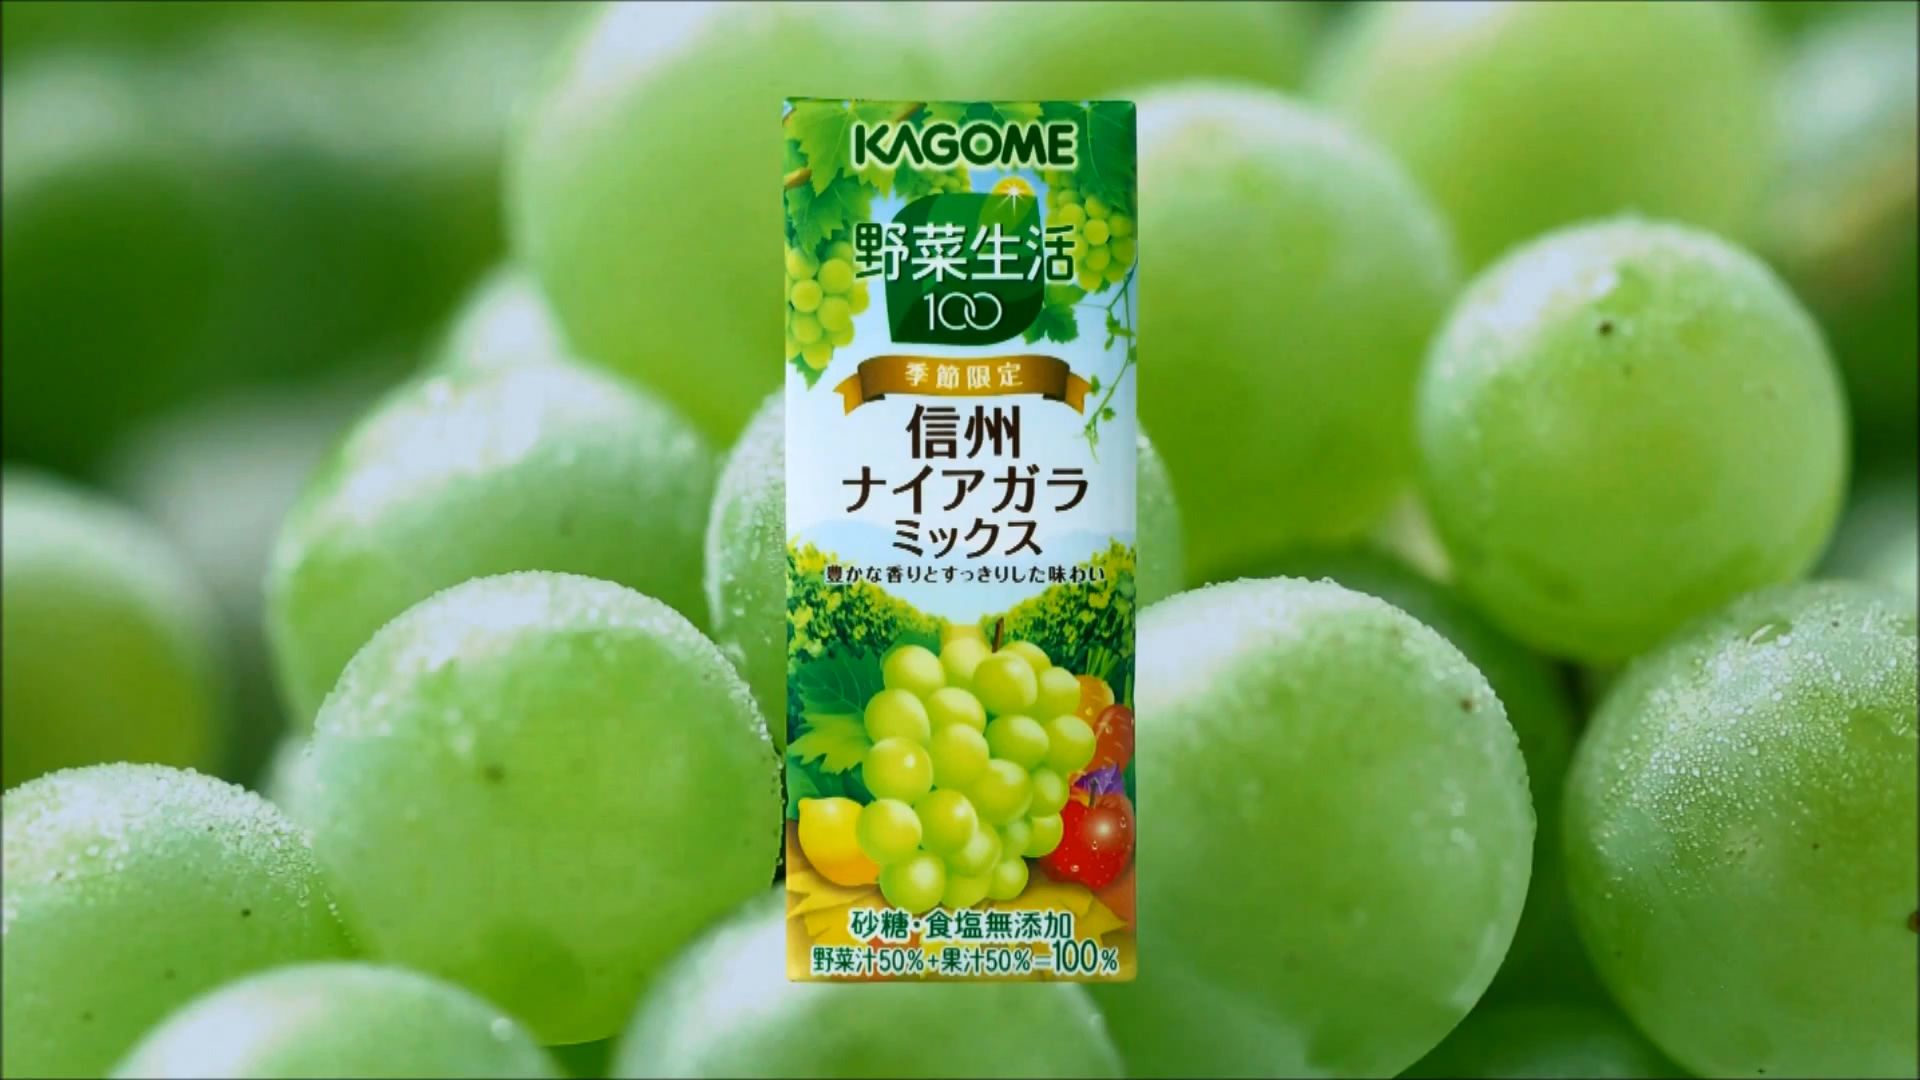 KAGOME
野菜生活
100
季節限定
信州
ナイアガラ
ミックス
豊かな香りとすっきりした味わい
砂糖・食塩無添加
野菜汁50%+果汁50%=100%